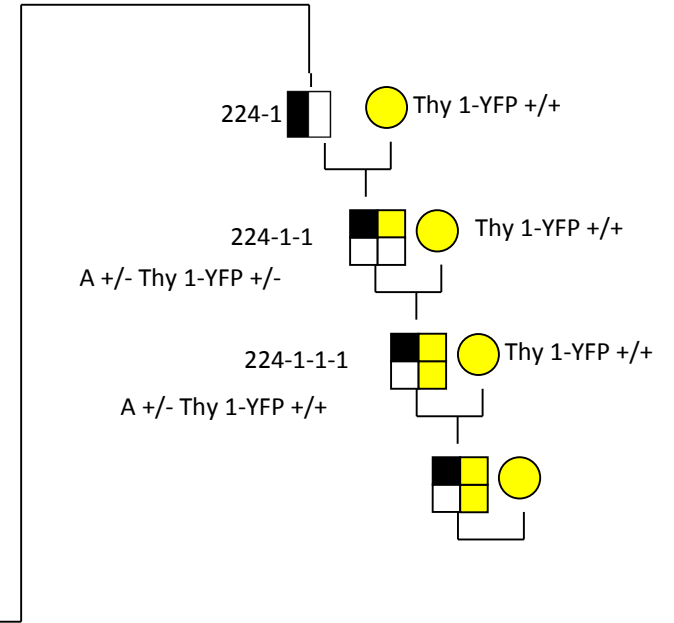 224-1
Thy 1-YFP +/+
224-1-1
Thy 1-YFP +/+
A +/- Thy 1-YFP +/-
224-1-1-1
Thy 1-YFP +/+
A +/- Thy 1-YFP +/+